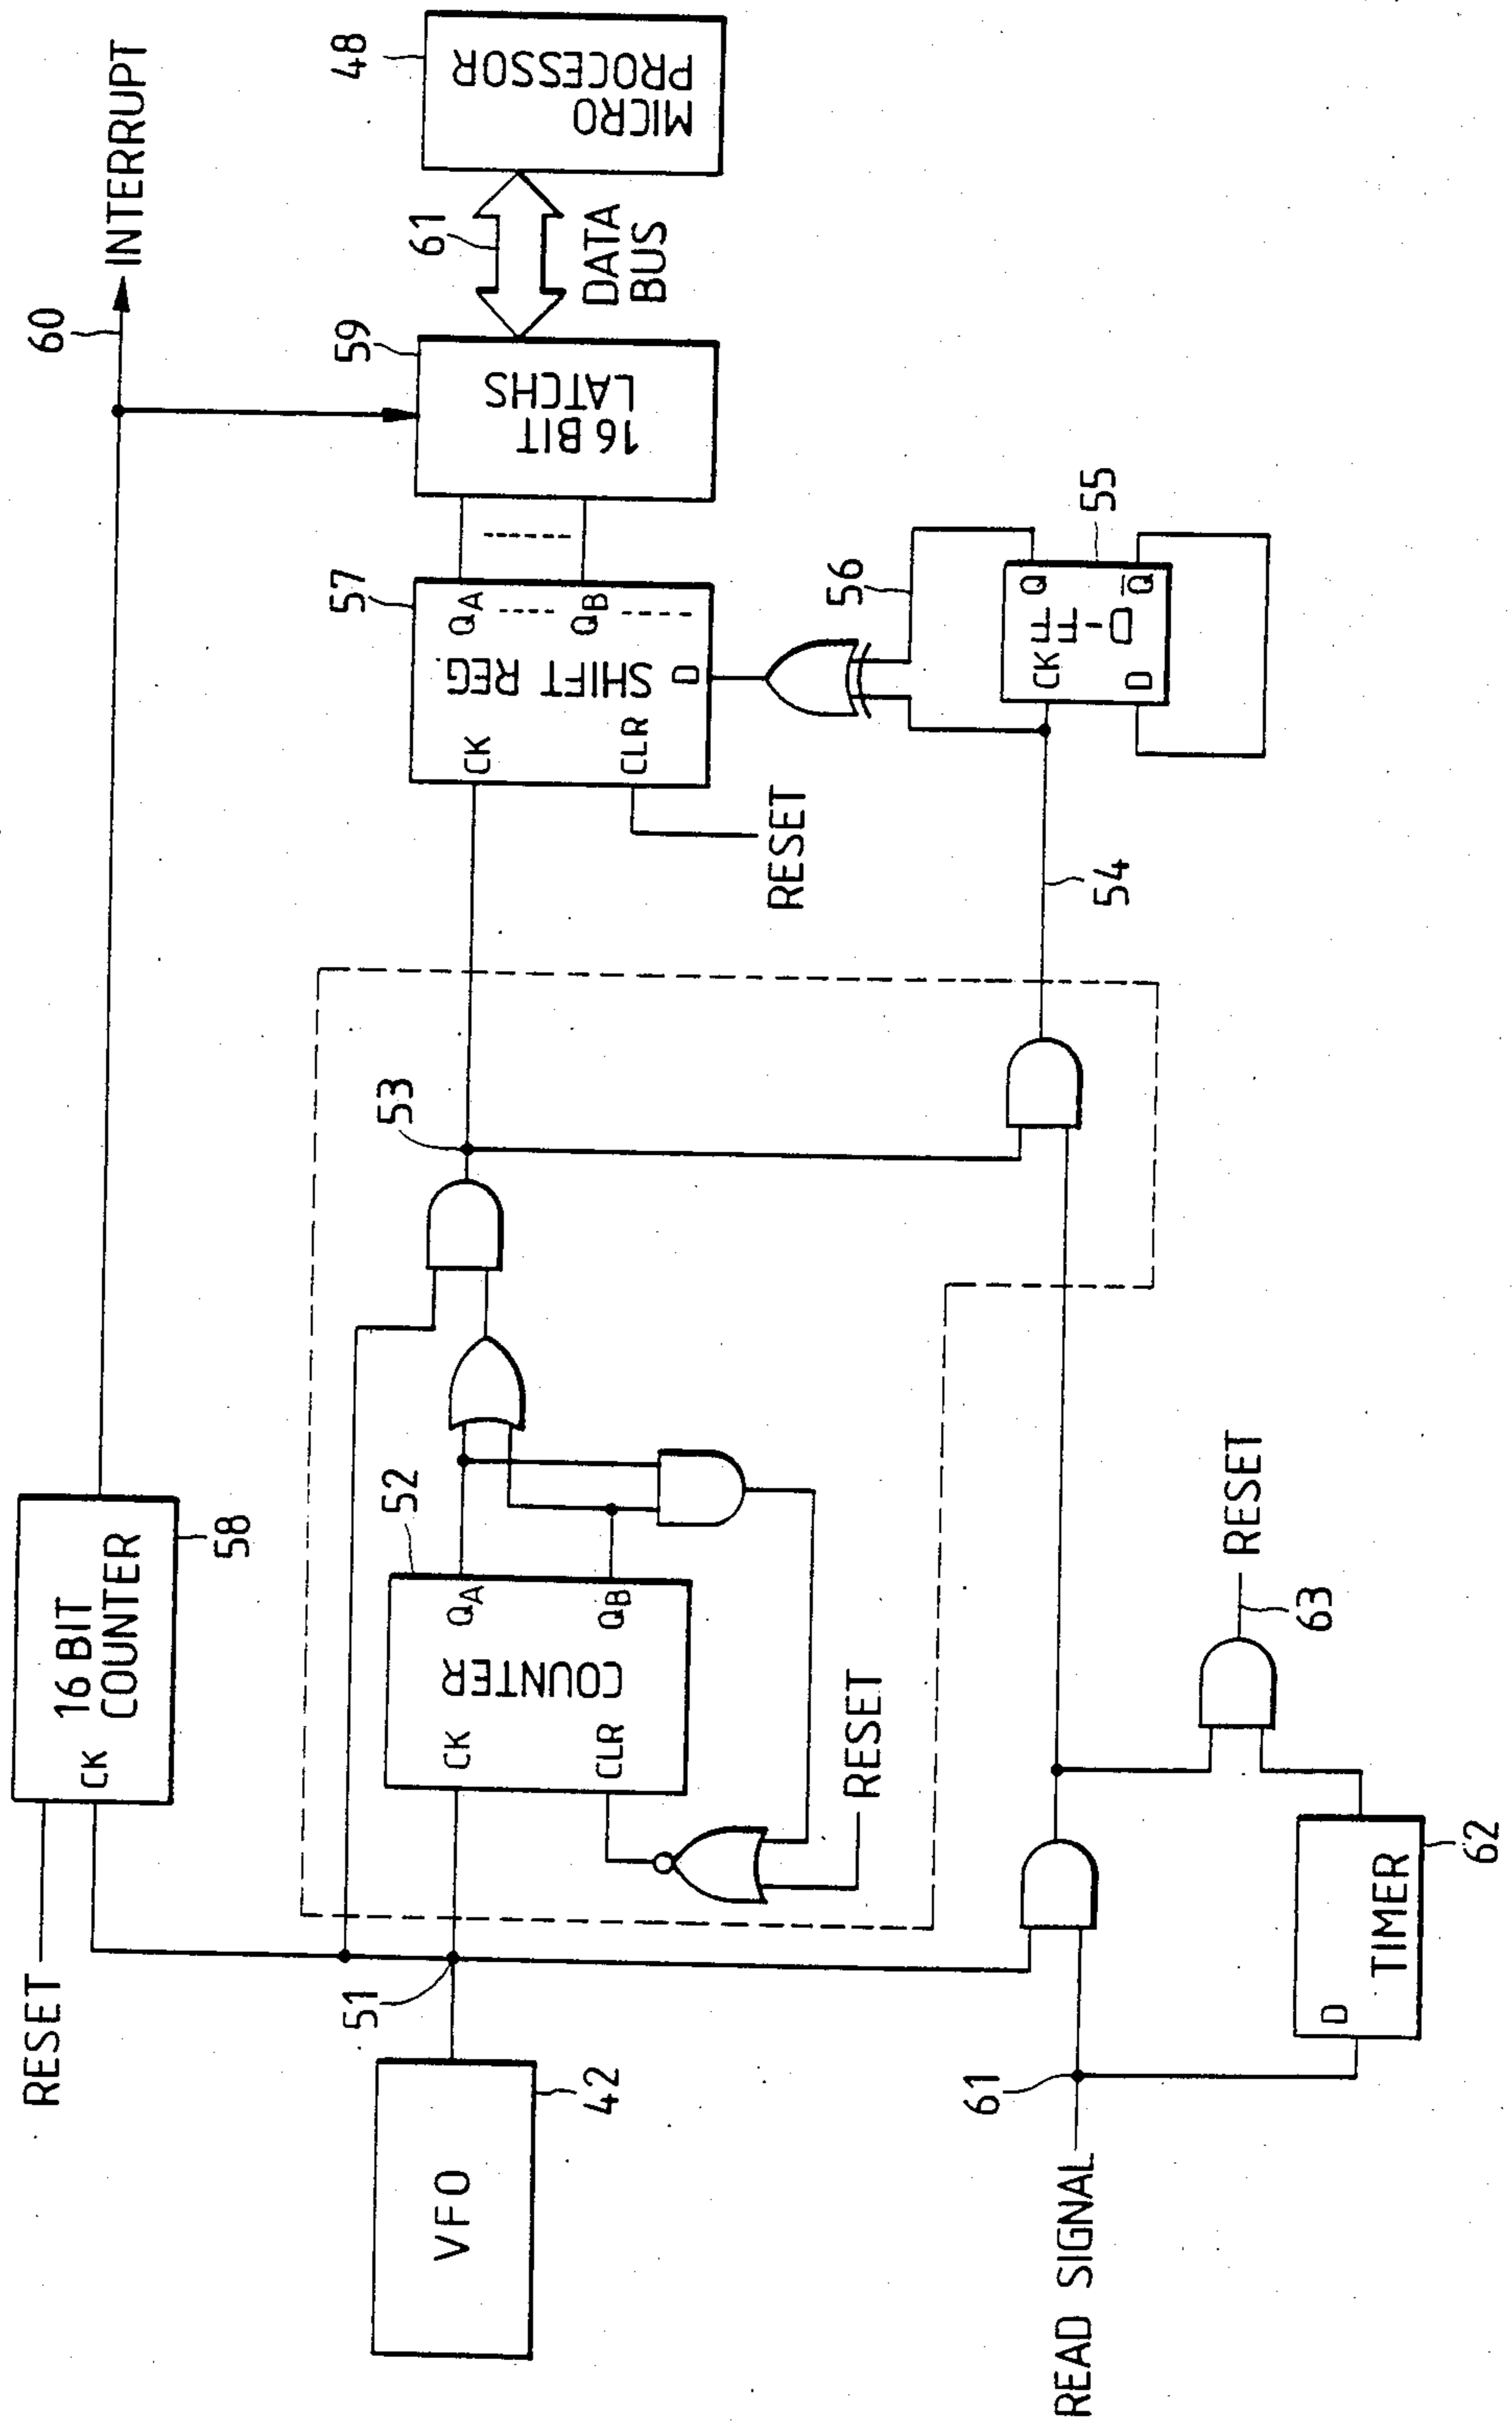 RESET
16 BIT
COUNTER
CK
58
60
INTERRUPT
VFO
42
51
COUNTER
CK
CLR
QA
QB
52
RESET
53
SHIFT REG.
CK
CLR
QA
QB
D
57
RESET
16 BIT
LATCHS
59
61
DATA
BUS
MICRO
PROCESSOR
48
54
56
D-FF
CK
D
Q
Q̅
55
READ SIGNAL
61
D
TIMER
62
63
RESET